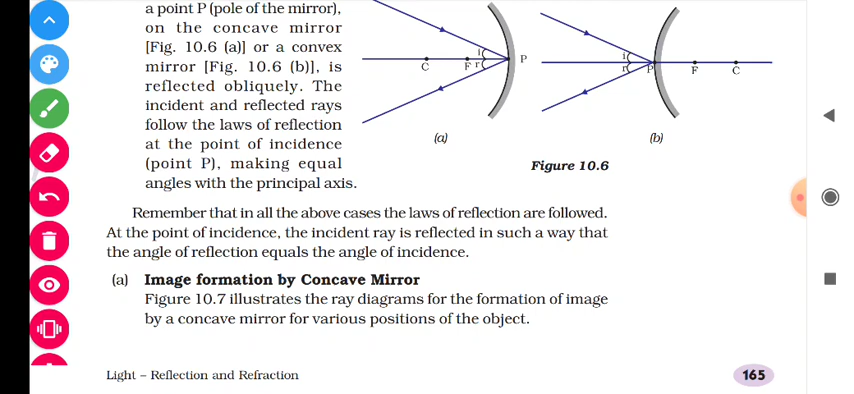 a point P (pole of the mirror),
on the concave mirror
[Fig. 10.6 (a)] or a convex
mirror [Fig. 10.6 (b)], is
reflected obliquely. The
incident and reflected rays
follow the laws of reflection
at the point of incidence
(point P), making equal
angles with the principal axis.
i
C F r P
(a)
i
r P F C
(b)
Figure 10.6
Remember that in all the above cases the laws of reflection are followed.
At the point of incidence, the incident ray is reflected in such a way that
the angle of reflection equals the angle of incidence.
(a) Image formation by Concave Mirror
Figure 10.7 illustrates the ray diagrams for the formation of image
by a concave mirror for various positions of the object.
Light – Reflection and Refraction 165